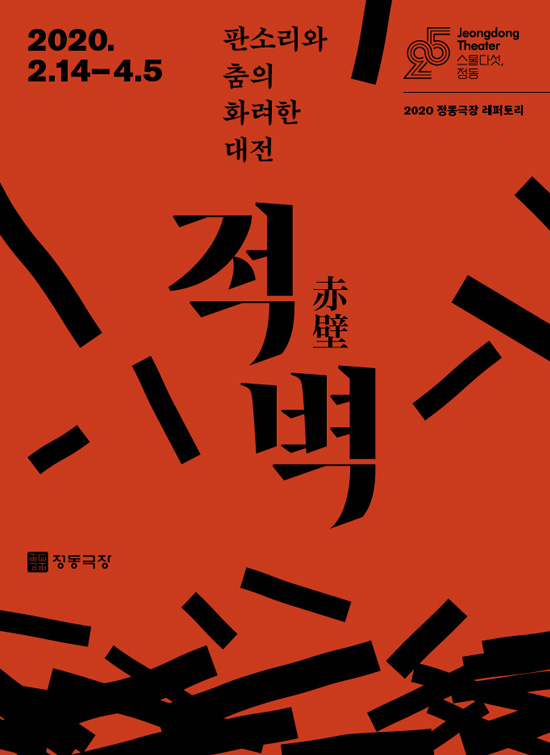 2020.
2.14–4.5
판소리와
춤의
화려한
대전
25
Jeongdong
Theater
스물다섯,
정동
2020 정동극장 레퍼토리
적
벽
赤
壁
정동극장